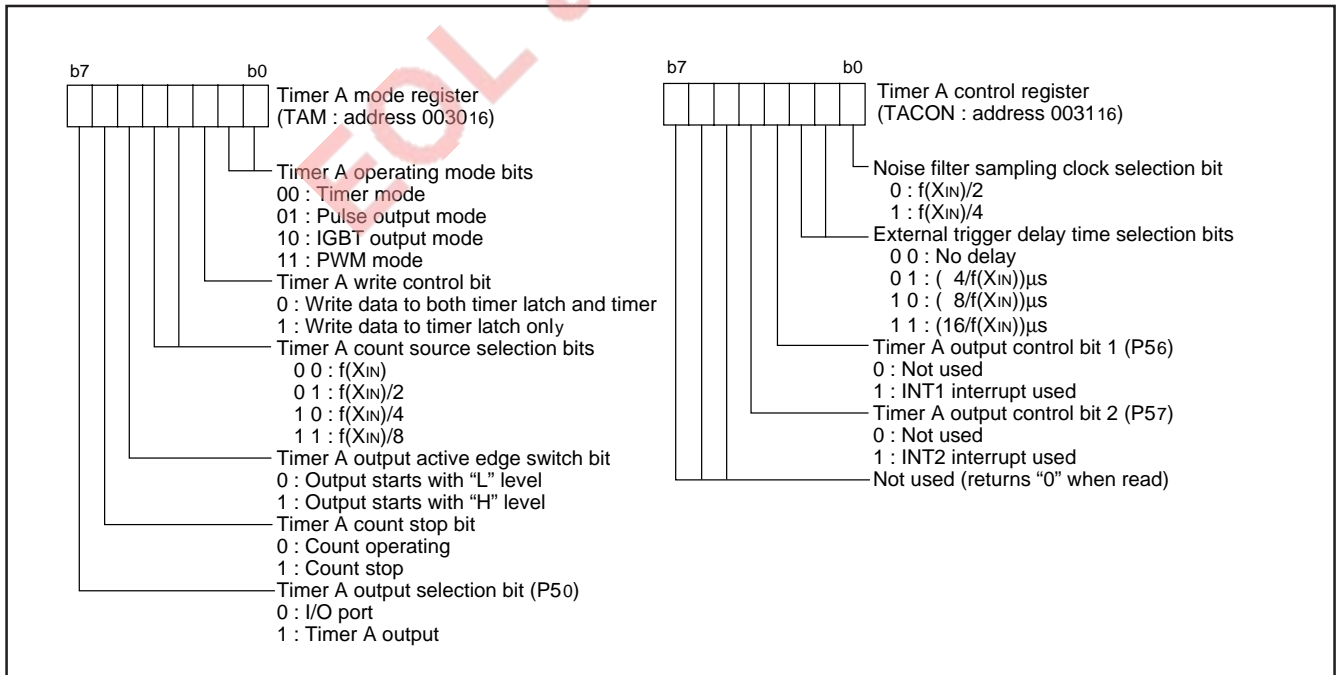 EOL
b7 b0
Timer A mode register
(TAM : address 003016)
Timer A operating mode bits
00 : Timer mode
01 : Pulse output mode
10 : IGBT output mode
11 : PWM mode
Timer A write control bit
0 : Write data to both timer latch and timer
1 : Write data to timer latch only
Timer A count source selection bits
0 0 : f(XIN)
0 1 : f(XIN)/2
1 0 : f(XIN)/4
1 1 : f(XIN)/8
Timer A output active edge switch bit
0 : Output starts with “L” level
1 : Output starts with “H” level
Timer A count stop bit
0 : Count operating
1 : Count stop
Timer A output selection bit (P50)
0 : I/O port
1 : Timer A output
b7 b0
Timer A control register
(TACON : address 003116)
Noise filter sampling clock selection bit
0 : f(XIN)/2
1 : f(XIN)/4
External trigger delay time selection bits
0 0 : No delay
0 1 : ( 4/f(XIN))µs
1 0 : ( 8/f(XIN))µs
1 1 : (16/f(XIN))µs
Timer A output control bit 1 (P56)
0 : Not used
1 : INT1 interrupt used
Timer A output control bit 2 (P57)
0 : Not used
1 : INT2 interrupt used
Not used (returns “0” when read)